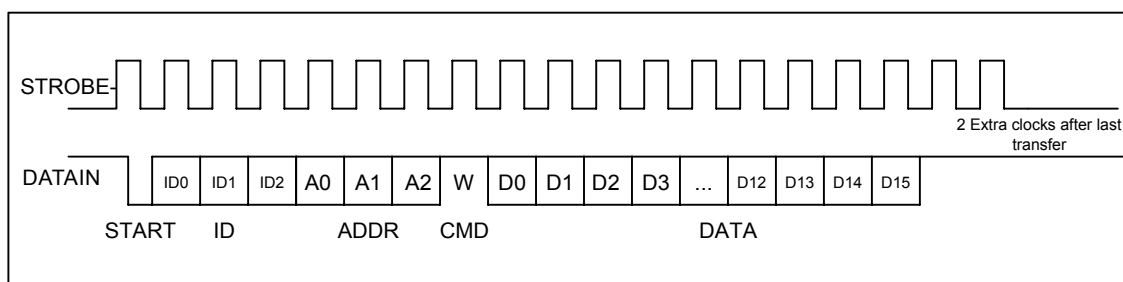 STROBE-
2 Extra clocks after last
transfer
DATAIN ID0 ID1 ID2 A0 A1 A2 W D0 D1 D2 D3 ... D12 D13 D14 D15
START ID ADDR CMD DATA